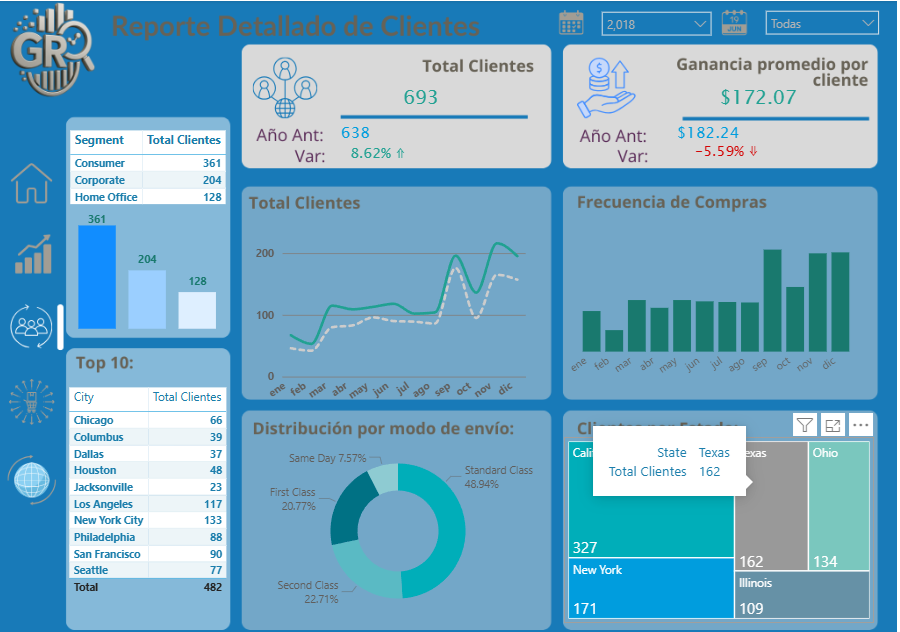 GR
Reporte Detallado de Clientes
2,018
19
JUN
Todas
Total Clientes
693
Año Ant: 638
Var: 8.62%
Ganancia promedio por
cliente
$172.07
Año Ant: $182.24
Var: -5.59%
Segment Total Clientes
Consumer 361
Corporate 204
Home Office 128
361
204
128
Total Clientes
200
100
0
ene feb mar abr may jun jul ago sep oct nov dic
Frecuencia de Compras
ene feb mar abr may jun jul ago sep oct nov dic
Top 10:
City Total Clientes
Chicago 66
Columbus 39
Dallas 37
Houston 48
Jacksonville 23
Los Angeles 117
New York City 133
Philadelphia 88
San Francisco 90
Seattle 77
Total 482
Distribución por modo de envío:
Same Day 7.57%
Standard Class
48.94%
First Class
20.77%
Second Class
22.71%
State Texas
Total Clientes 162
Cali
exas
Ohio
327
162
134
New York
171
Illinois
109